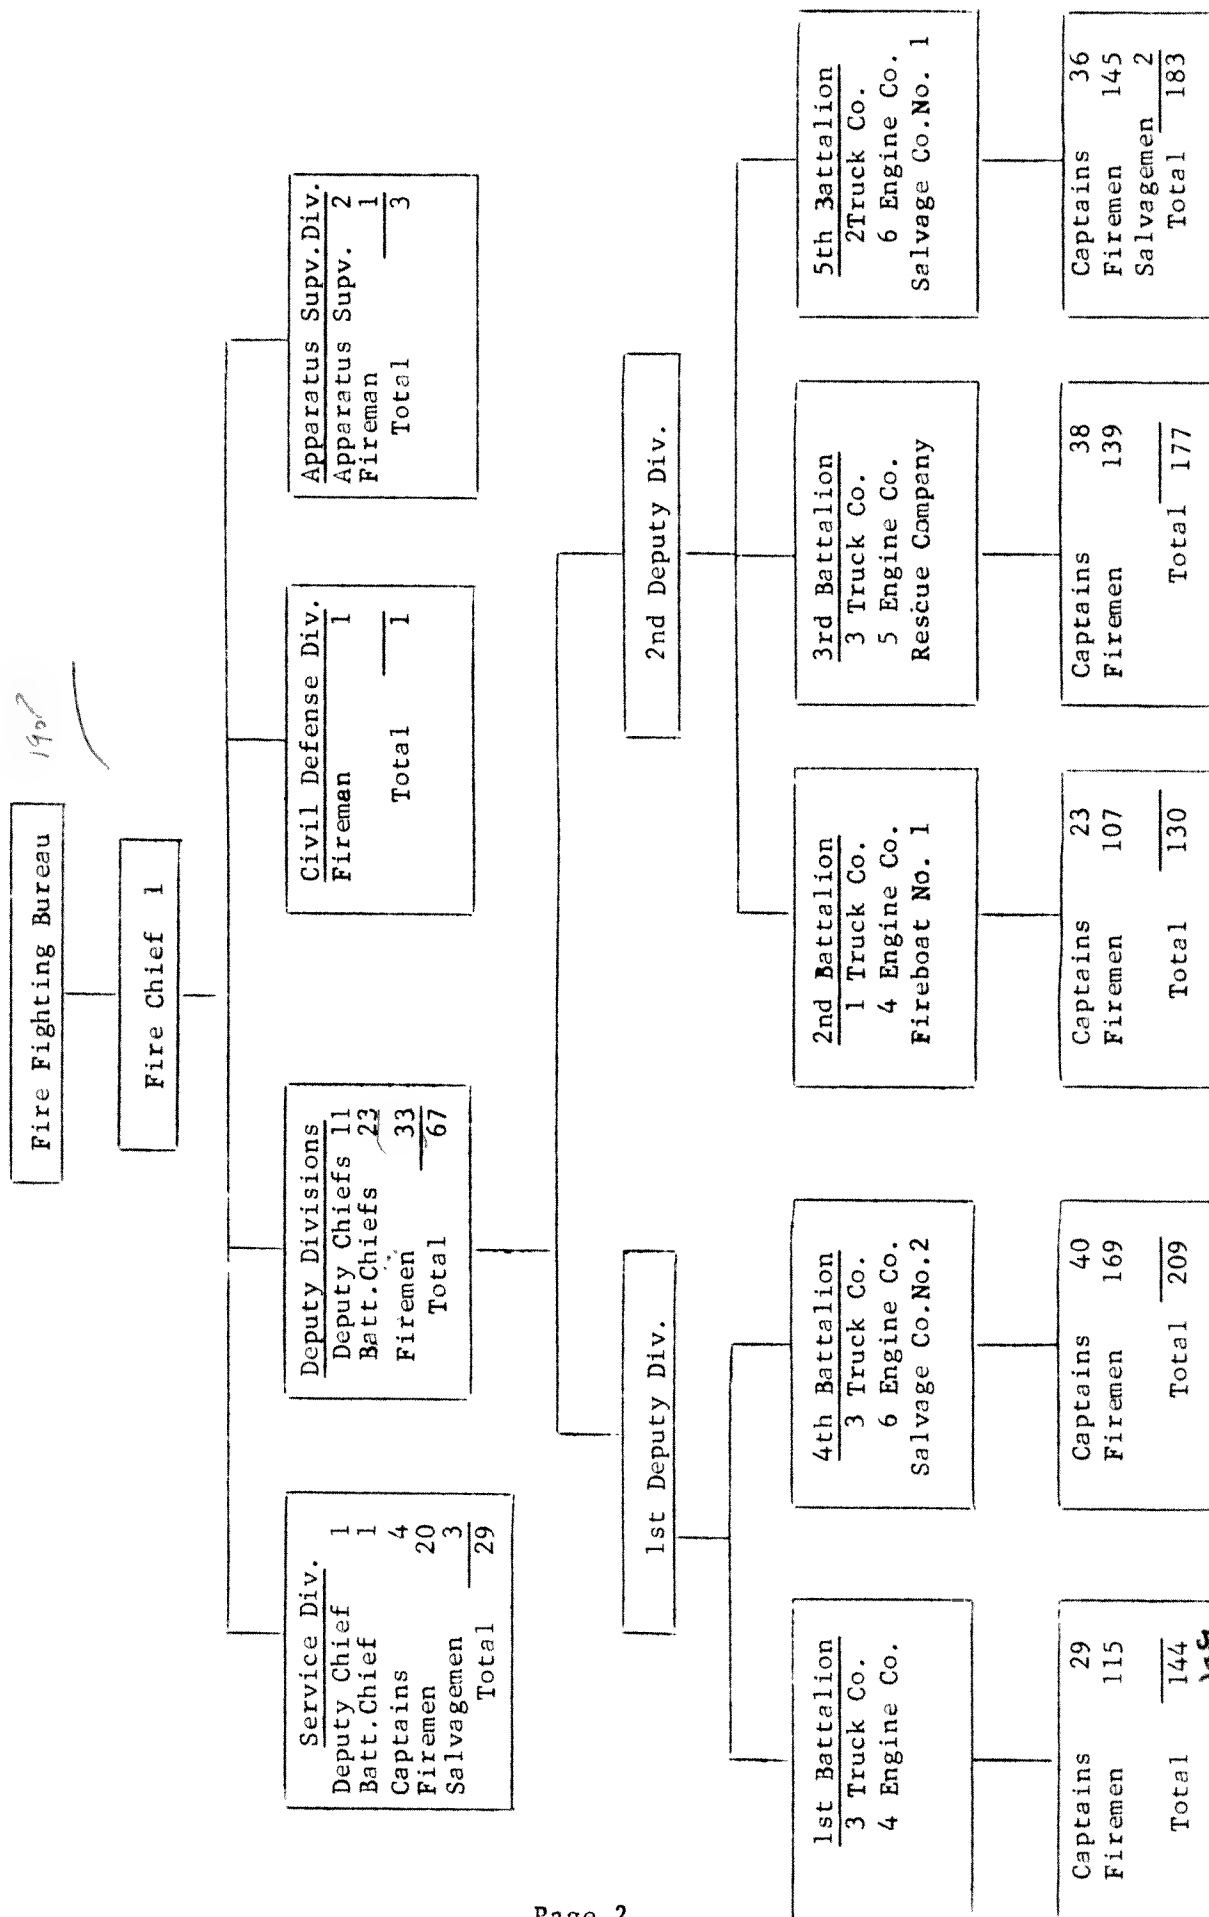 Fire Fighting Bureau
Fire Chief 1
Service Div.
Deputy Chief 1
Batt.Chief 1
Captains 4
Firemen 20
Salvagemen 3
Total 29
Deputy Divisions
Deputy Chiefs 11
Batt.Chiefs 23
Firemen 33
Total 67
Civil Defense Div.
Fireman 1
Total 1
Apparatus Supv.Div.
Apparatus Supv. 2
Fireman 1
Total 3
1st Deputy Div.
2nd Deputy Div.
1st Battalion
3 Truck Co.
4 Engine Co.
4th Battalion
3 Truck Co.
6 Engine Co.
Salvage Co.No.2
2nd Battalion
1 Truck Co.
4 Engine Co.
Fireboat No. 1
3rd Battalion
3 Truck Co.
5 Engine Co.
Rescue Company
5th Battalion
2Truck Co.
6 Engine Co.
Salvage Co.No. 1
Captains 29
Firemen 115
Total 144
Captains 40
Firemen 169
Total 209
Captains 23
Firemen 107
Total 130
Captains 38
Firemen 139
Total 177
Captains 36
Firemen 145
Salvagemen 2
Total 183
Page 2